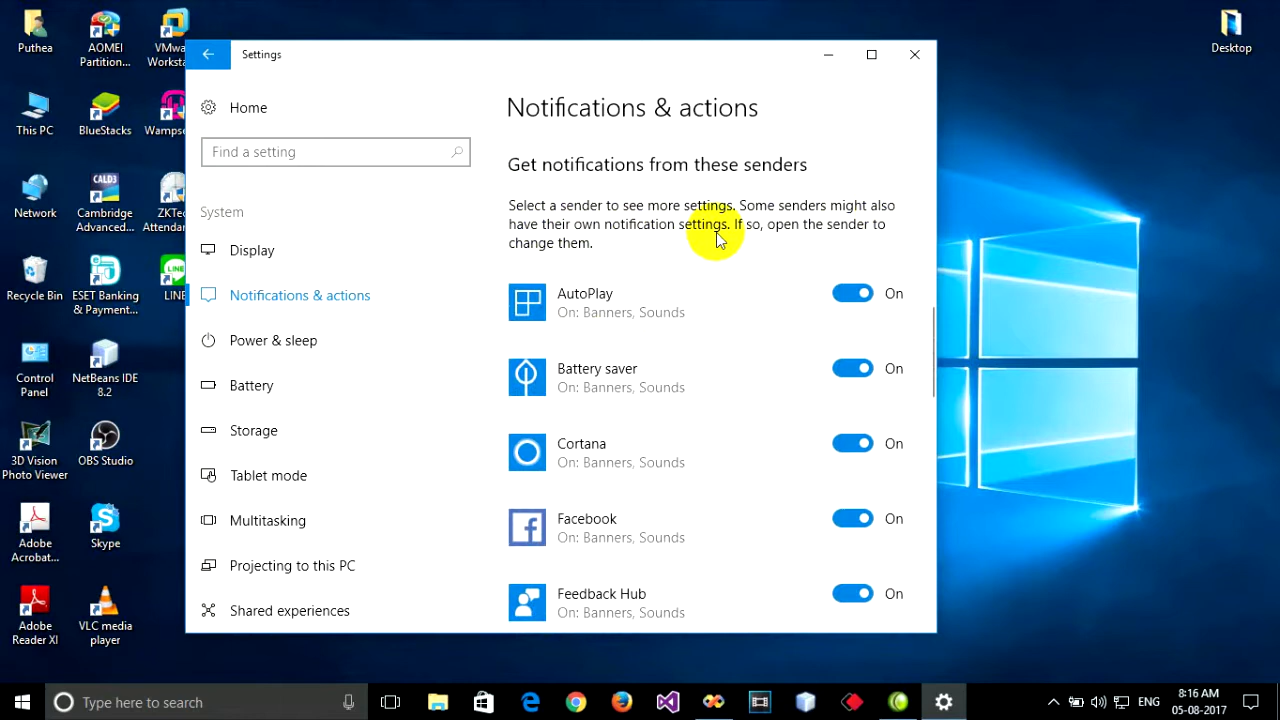 Puthea
AOMEI
Partition...
VMwa
Worksta
Desktop
This PC
BlueStacks
Wampse
Network
Cambridge
Advanced...
ZKTec
Attendan
Recycle Bin
ESET Banking
& Payment...
LINE
Control
Panel
NetBeans IDE
8.2
3D Vision
Photo Viewer
OBS Studio
Adobe
Acrobat...
Skype
Adobe
Reader XI
VLC media
player
Settings
Home
Find a setting
System
Display
Notifications & actions
Power & sleep
Battery
Storage
Tablet mode
Multitasking
Projecting to this PC
Shared experiences
Notifications & actions
Get notifications from these senders
Select a sender to see more settings. Some senders might also
have their own notification settings. If so, open the sender to
change them.
AutoPlay
On: Banners, Sounds
On
Battery saver
On: Banners, Sounds
On
Cortana
On: Banners, Sounds
On
Facebook
On: Banners, Sounds
On
Feedback Hub
On: Banners, Sounds
On
Type here to search
ENG
8:16 AM
05-08-2017